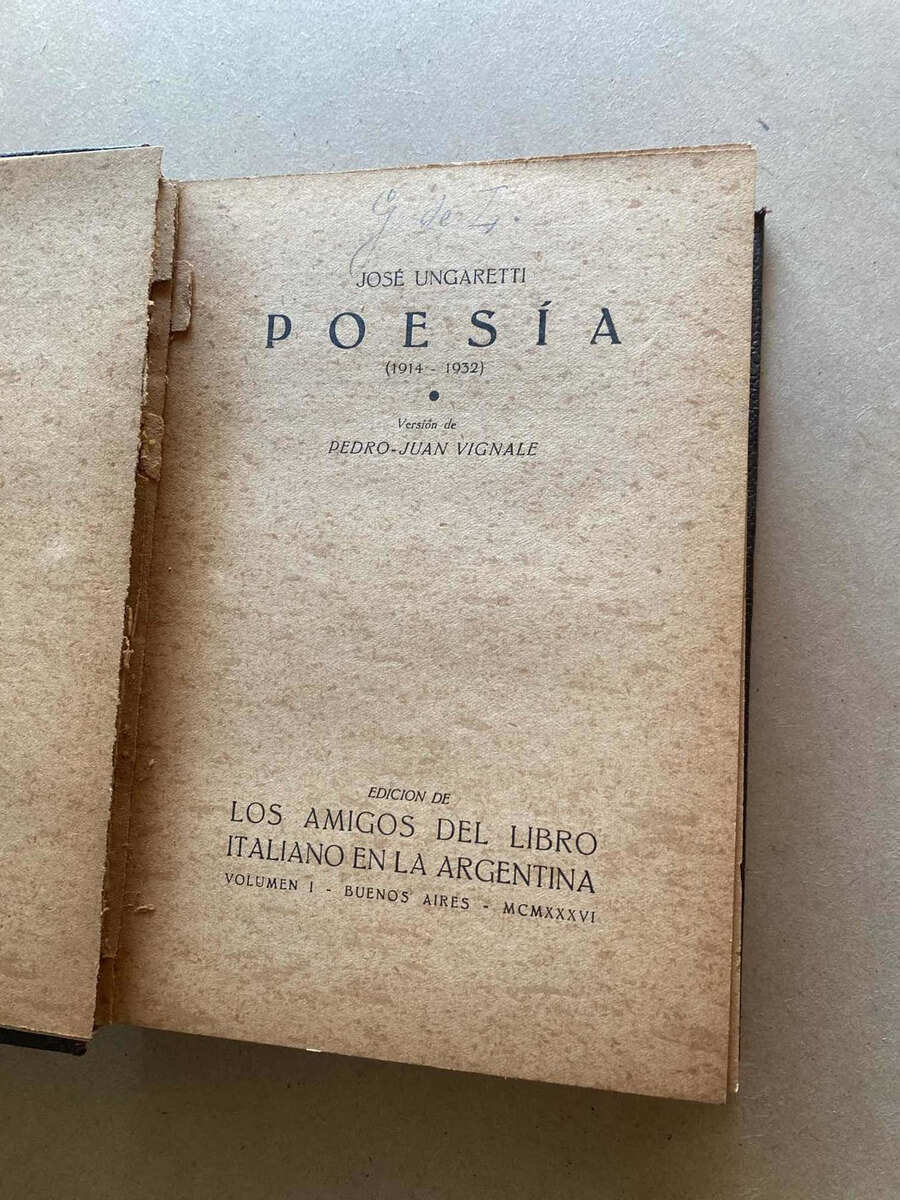 G de T.
JOSÉ UNGARETTI
POESÍA
(1914 - 1932)
Versión de
PEDRO-JUAN VIGNALE
EDICION DE
LOS AMIGOS DEL LIBRO
ITALIANO EN LA ARGENTINA
VOLUMEN I - BUENOS AIRES - MCMXXXVI